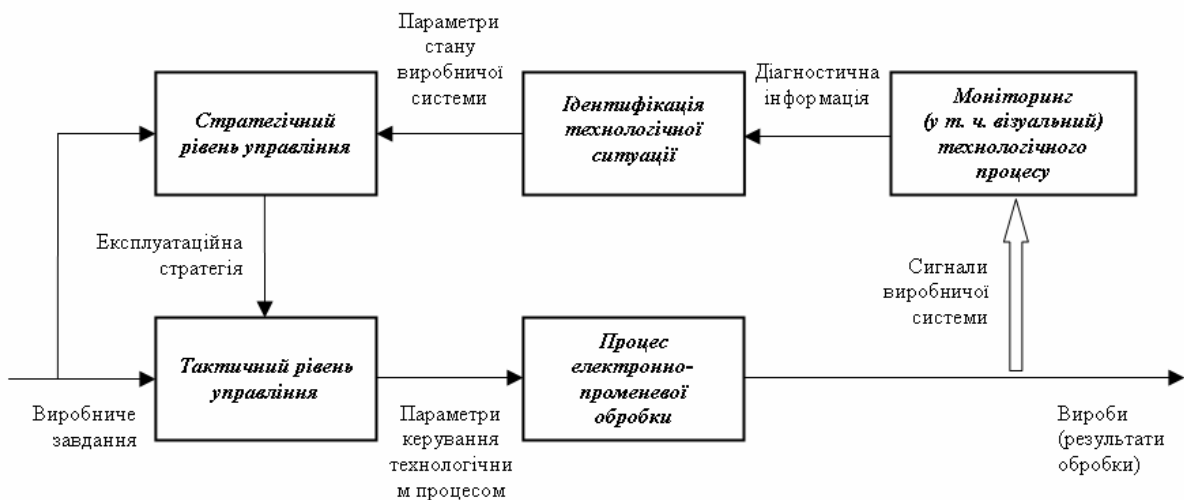 Параметри
стану
виробничої
системи
Діагностична
інформація
Стратегічний
рівень управління
Ідентифікація
технологічної
ситуації
Моніторинг
(у т. ч. візуальний)
технологічного
процесу
Експлуатаційна
стратегія
Сигнали
виробничої
системи
Тактичний рівень
управління
Процес
електронно-
променевої
обробки
Виробниче
завдання
Параметри
керування
технологічни
м процесом
Вироби
(результати
обробки)